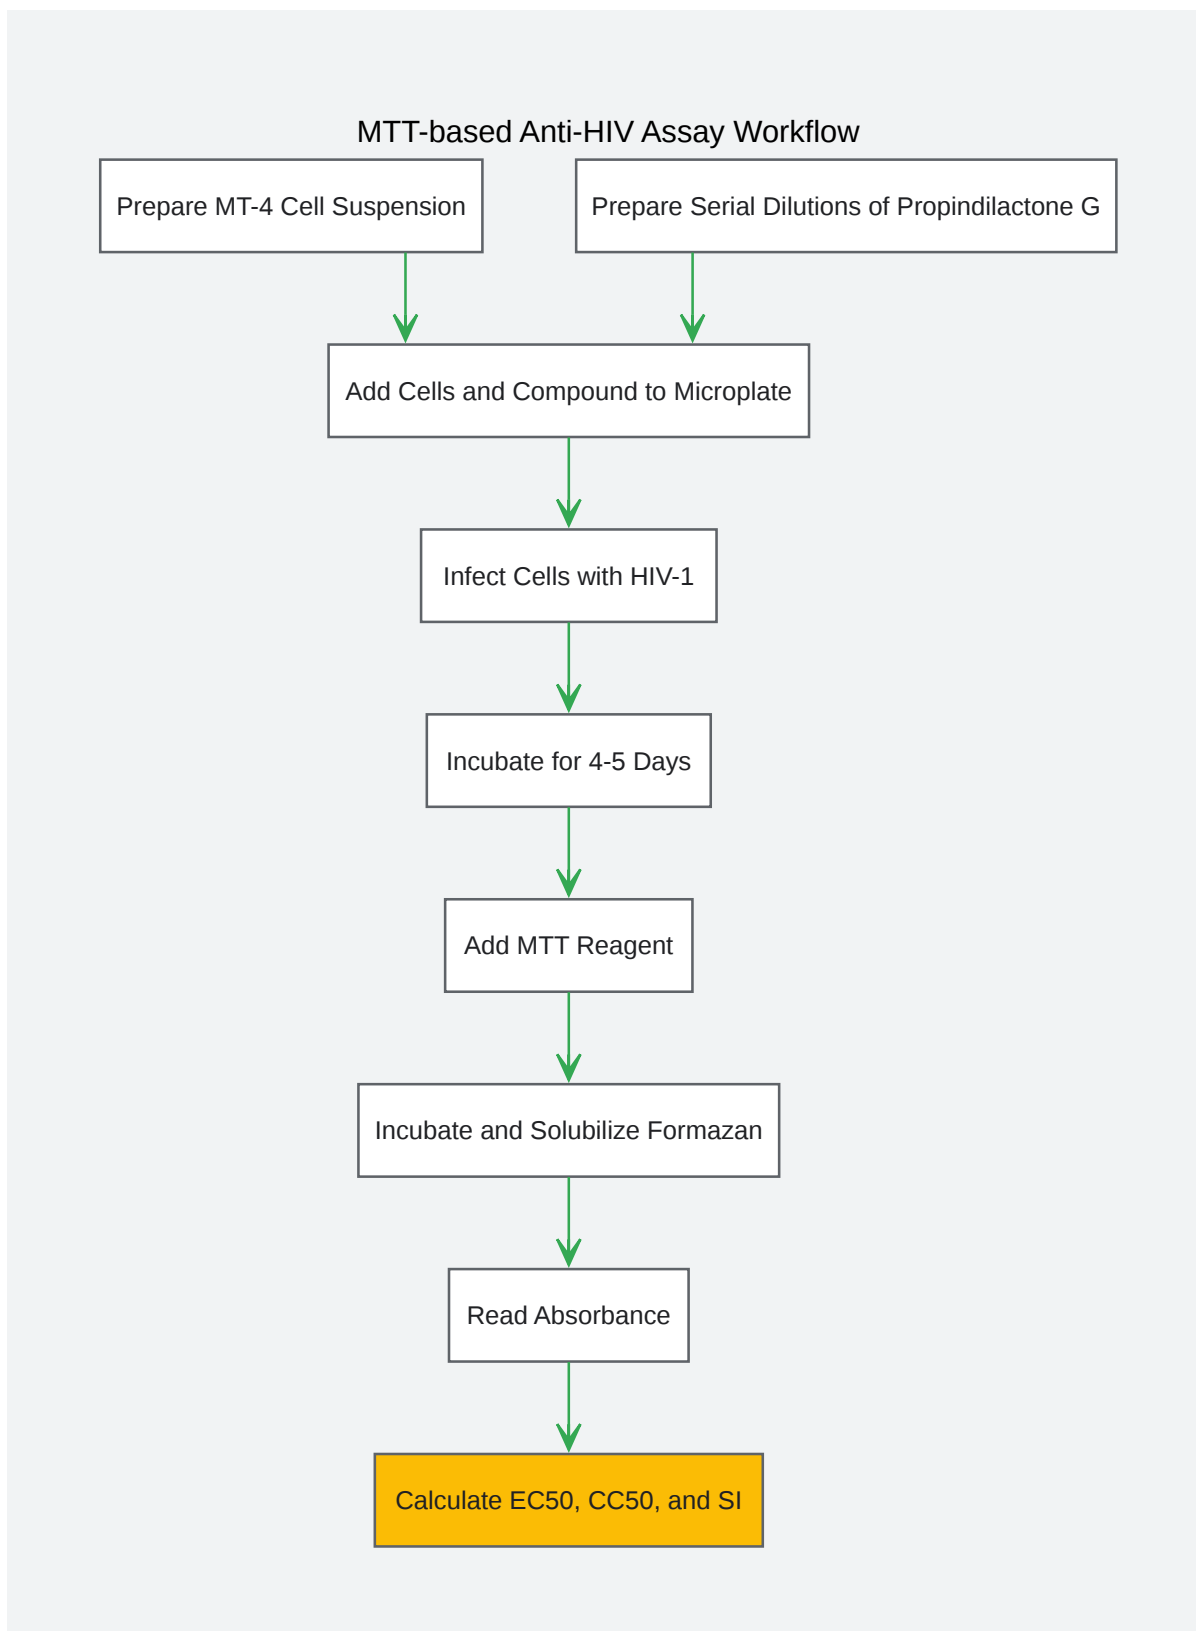 MTT-based Anti-HIV Assay Workflow
Prepare MT-4 Cell Suspension
Prepare Serial Dilutions of Propindilactone G
Add Cells and Compound to Microplate
Infect Cells with HIV-1
Incubate for 4-5 Days
Add MTT Reagent
Incubate and Solubilize Formazan
Read Absorbance
Calculate EC50, CC50, and SI